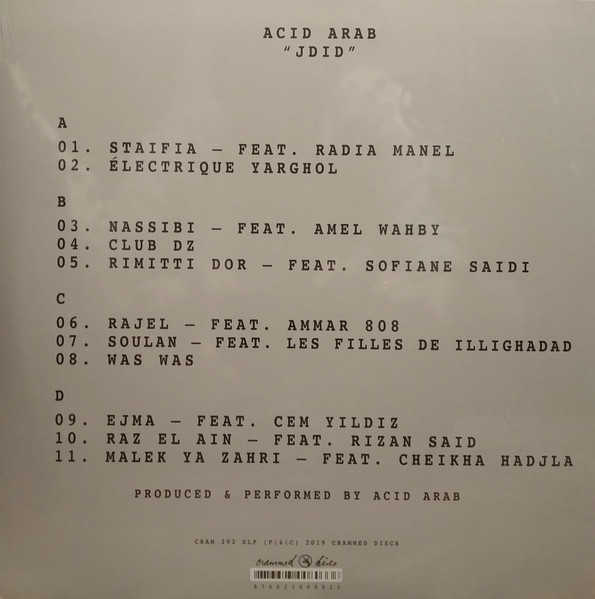 ACID ARAB
“JDID”
A
01. STAIFIA — FEAT. RADIA MANEL
02. ÉLECTRIQUE YARGHOL
B
03. NASSIBI — FEAT. AMEL WAHBY
04. CLUB DZ
05. RIMITTI DOR — FEAT. SOFIANE SAIDI
C
06. RAJEL — FEAT. AMMAR 808
07. SOULAN — FEAT. LES FILLES DE ILLIGHADAD
08. WAS WAS
D
09. EJMA — FEAT. CEM YILDIZ
10. RAZ EL AIN — FEAT. RIZAN SAID
11. MALEK YA ZAHRI — FEAT. CHEIKHA HADJLA
PRODUCED & PERFORMED BY ACID ARAB
CRAM 292 DLP (P)&(C) 2019 CRAMMED DISCS
crammed discs